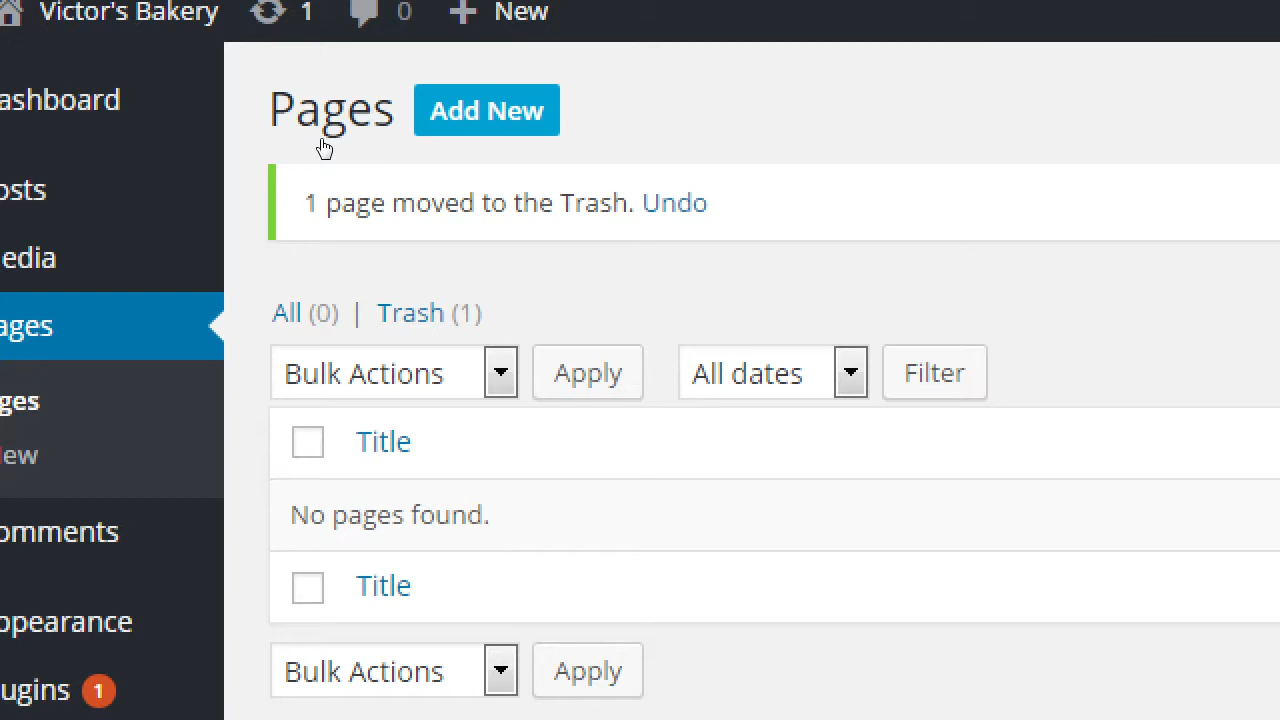 Victor's Bakery 1 0 New
ashboard
Pages Add New
osts
1 page moved to the Trash. Undo
edia
All (0) | Trash (1)
ages
Bulk Actions Apply All dates Filter
ges
Title
ew
No pages found.
omments
Title
ppearance
Bulk Actions Apply
ugins 1